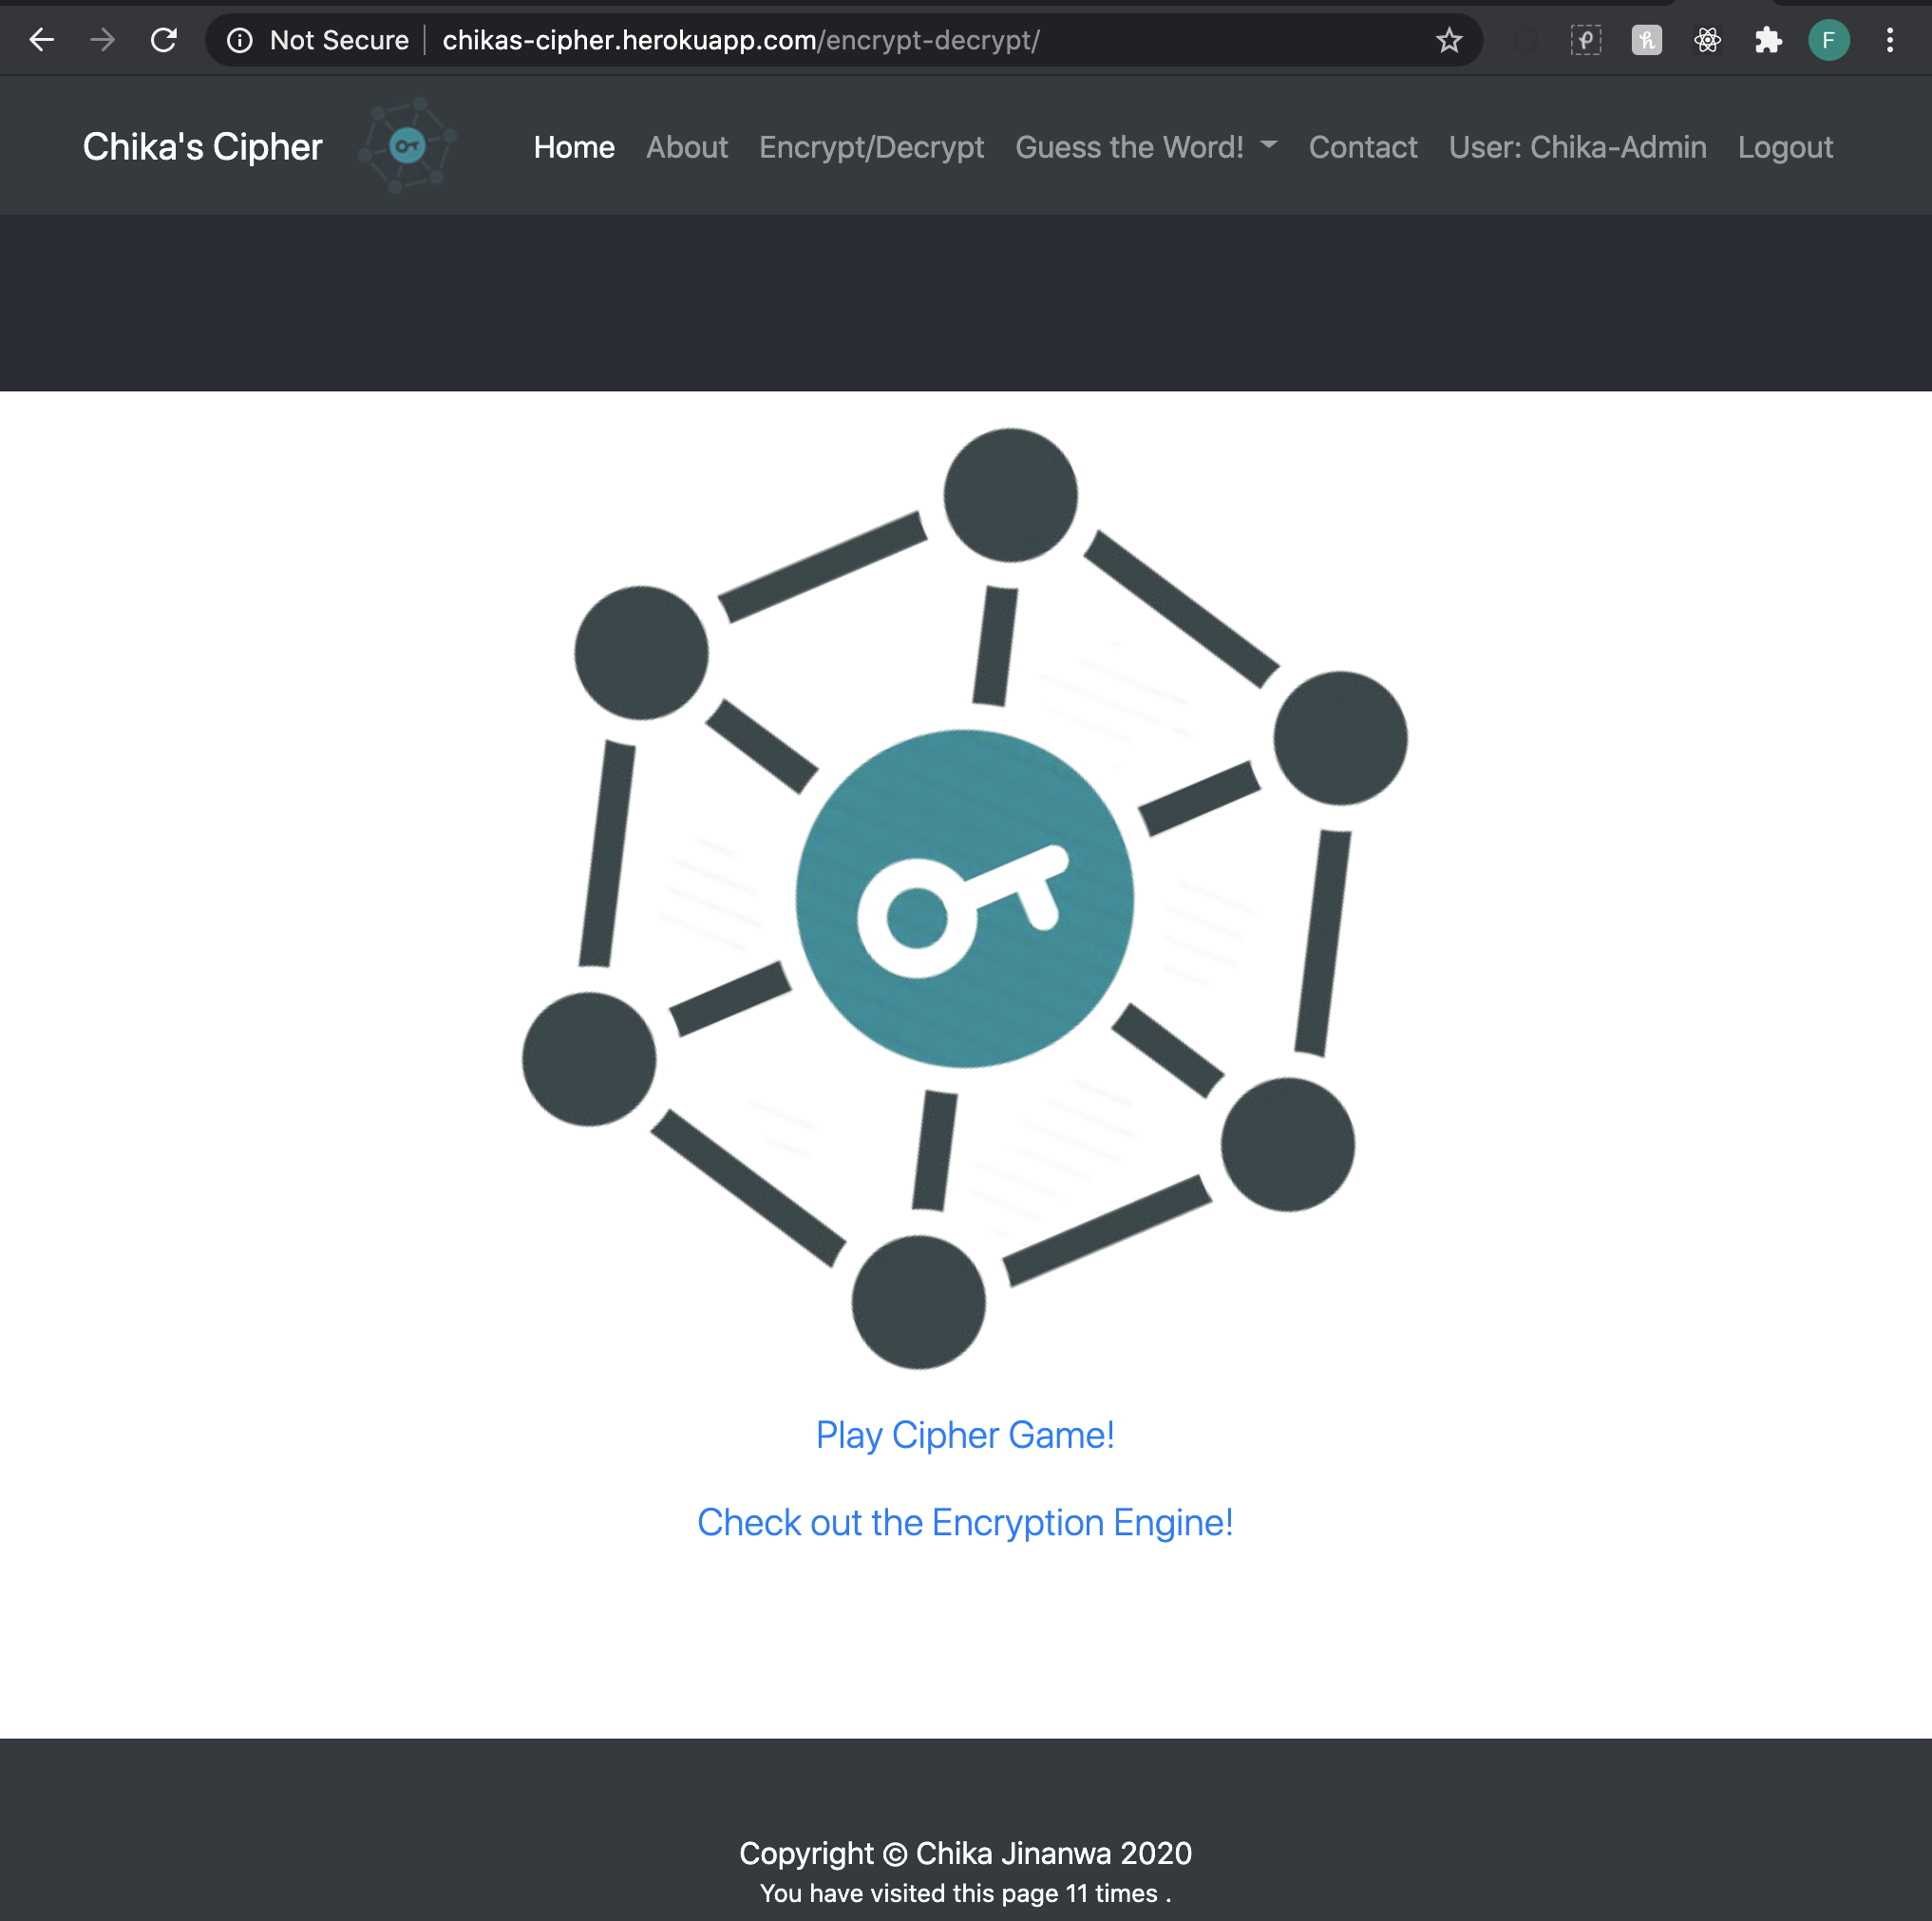 Not Secure chikas-cipher.herokuapp.com/encrypt-decrypt/ F
Chika's Cipher Home About Encrypt/Decrypt Guess the Word! Contact User: Chika-Admin Logout
Play Cipher Game!
Check out the Encryption Engine!
Copyright © Chika Jinanwa 2020
You have visited this page 11 times .